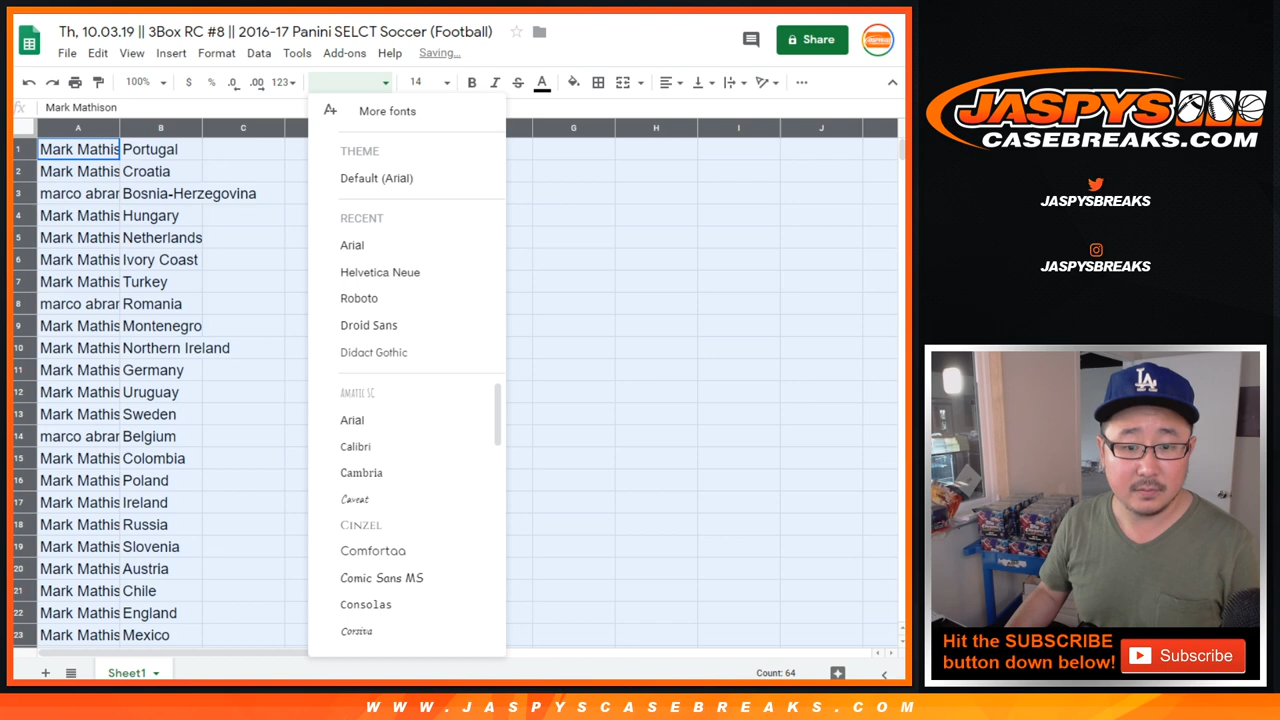 Th, 10.03.19 || 3Box RC #8 || 2016-17 Panini SELCT Soccer (Football)
File Edit View Insert Format Data Tools Add-ons Help Saving...
Share
100% $ % .0 .00 123 14 B I S A
fx Mark Mathison
A B C G H I J
1 Mark Mathis Portugal
2 Mark Mathis Croatia
3 marco abrar Bosnia-Herzegovina
4 Mark Mathis Hungary
5 Mark Mathis Netherlands
6 Mark Mathis Ivory Coast
7 Mark Mathis Turkey
8 marco abrar Romania
9 Mark Mathis Montenegro
10 Mark Mathis Northern Ireland
11 Mark Mathis Germany
12 Mark Mathis Uruguay
13 Mark Mathis Sweden
14 marco abrar Belgium
15 Mark Mathis Colombia
16 Mark Mathis Poland
17 Mark Mathis Ireland
18 Mark Mathis Russia
19 Mark Mathis Slovenia
20 Mark Mathis Austria
21 Mark Mathis Chile
22 Mark Mathis England
23 Mark Mathis Mexico
More fonts
THEME
Default (Arial)
RECENT
Arial
Helvetica Neue
Roboto
Droid Sans
Didact Gothic
AMATIC SC
Arial
Calibri
Cambria
Caveat
CINZEL
Comfortaa
Comic Sans MS
Consolas
Corsiva
Sheet1
Count: 64
JASPYS
CASEBREAKS.COM
JASPYSBREAKS
JASPYSBREAKS
LA
Hit the SUBSCRIBE
button down below!
Subscribe
WWW.JASPYSCASEBREAKS.COM